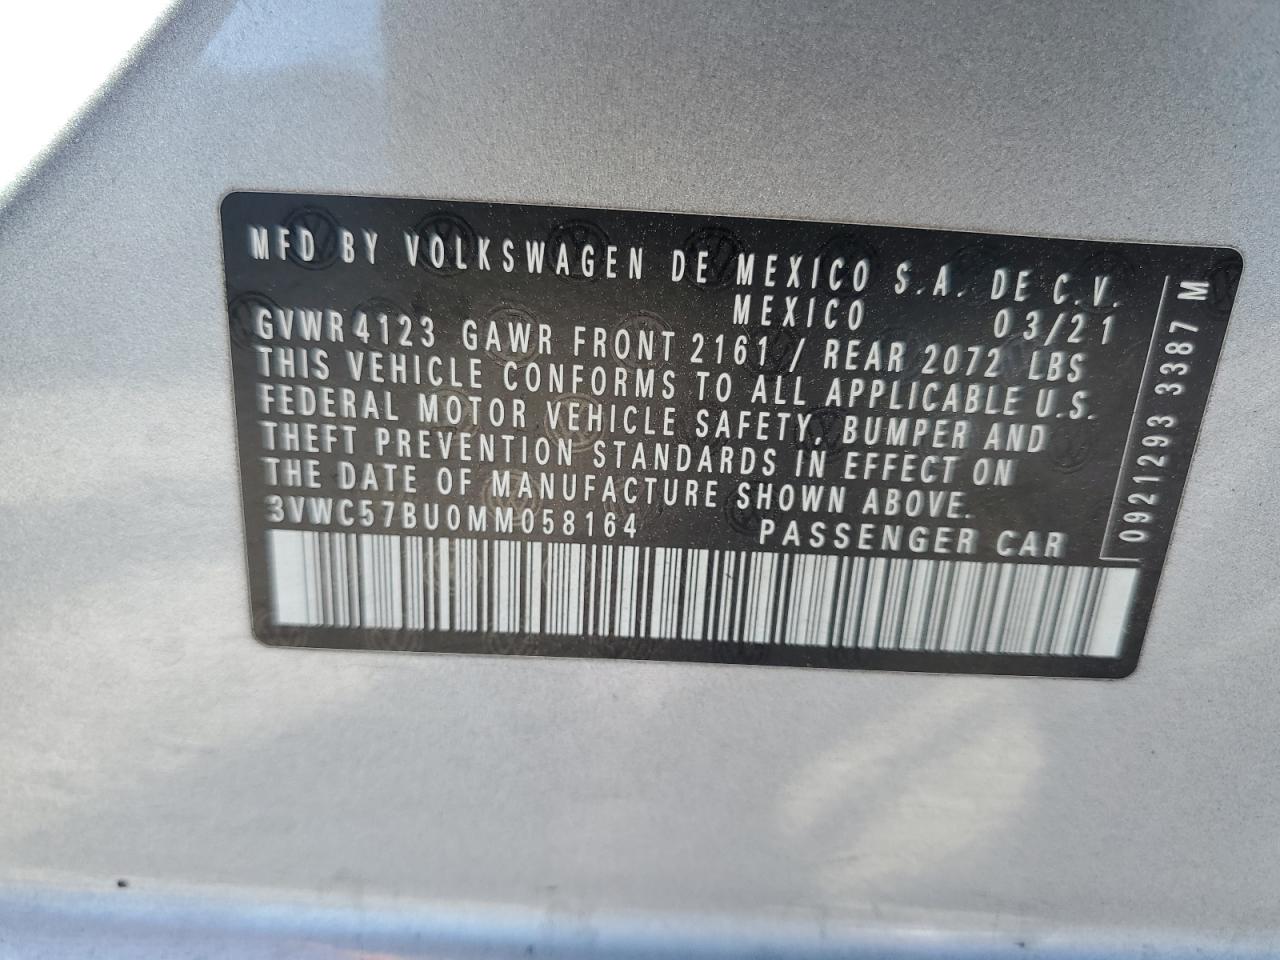 MFD BY VOLKSWAGEN DE MEXICO S.A. DE C.V.
MEXICO 03/21
GVWR 4123 GAWR FRONT 2161 / REAR 2072 LBS
THIS VEHICLE CONFORMS TO ALL APPLICABLE U.S.
FEDERAL MOTOR VEHICLE SAFETY, BUMPER AND
THEFT PREVENTION STANDARDS IN EFFECT ON
THE DATE OF MANUFACTURE SHOWN ABOVE.
3VWC57BU0MM058164 PASSENGER CAR
0921293 3387 M